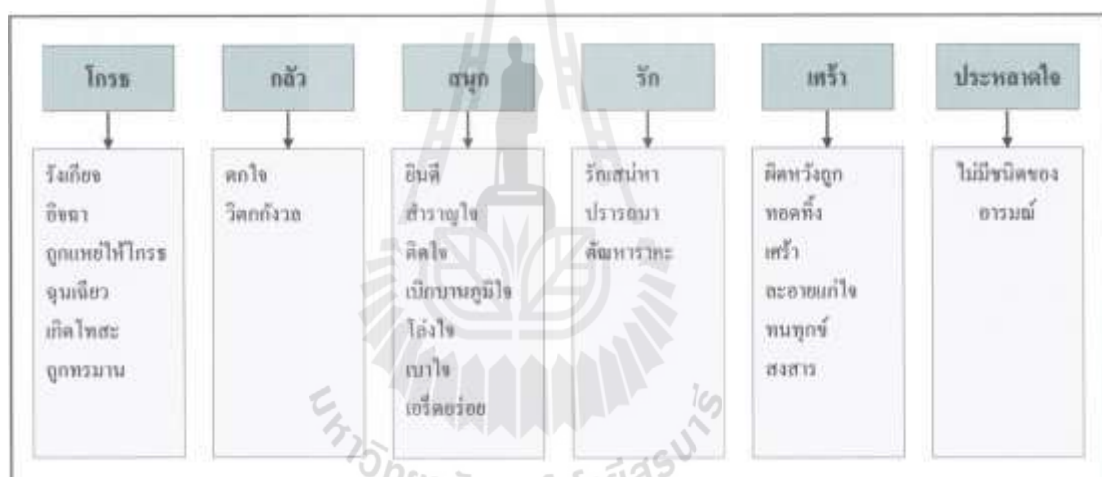 โกรธ
รังเกียจ
อิจฉา
ถูกแหย่ให้โกรธ
ฉุนเฉียว
เกิดโทสะ
ถูกทรมาน
กลัว
ตกใจ
วิตกกังวล
สนุก
ยินดี
สำราญใจ
ติดใจ
เบิกบานภูมิใจ
โล่งใจ
เบาใจ
เอร็ดอร่อย
รัก
รักเสน่หา
ปรารถนา
ตัณหาราคะ
เศร้า
ผิดหวังถูก
ทอดทิ้ง
เศร้า
ละอายแก่ใจ
ทนทุกข์
สงสาร
ประหลาดใจ
ไม่มีชนิดของ
อารมณ์